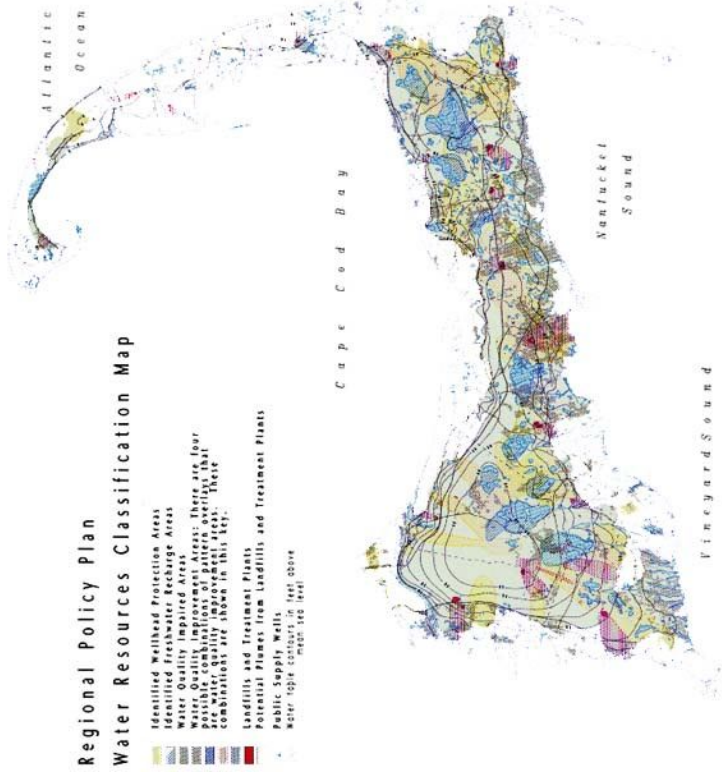 Regional Policy Plan
Water Resources Classification Map
Identified Wellhead Protection Areas
Identified Freshwater Recharge Areas
Water Quality Impaired Areas
Water Quality Improvement Areas: There are four
possible combinations of pattern overlays that
are water quality improvement areas. These
combinations are shown in this key.
Landfills and Treatment Plants
Potential Plumes from Landfills and Treatment Plants
Public Supply Wells
Water table contours in feet above
mean sea level
Atlantic
Ocean
Cape Cod Bay
Nantucket
Sound
Vineyard Sound